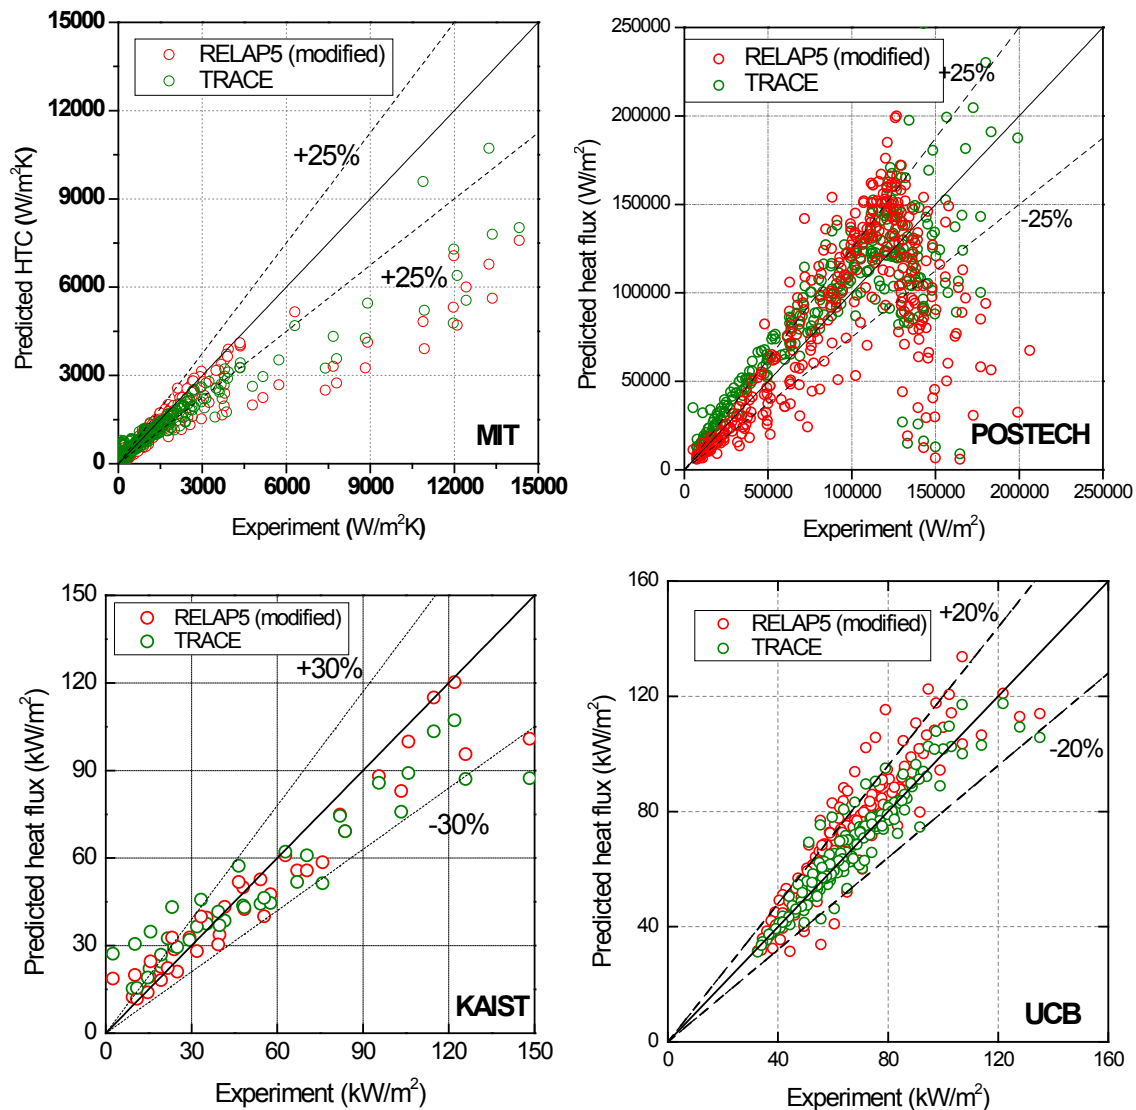 15000
12000
9000
6000
3000
0
Predicted HTC (W/m²K)
RELAP5 (modified)
TRACE
+25%
+25%
MIT
0 3000 6000 9000 12000 15000
Experiment (W/m²K)
250000
200000
150000
100000
50000
0
Predicted heat flux (W/m²)
RELAP5 (modified)
TRACE
+25%
-25%
POSTECH
0 50000 100000 150000 200000 250000
Experiment (W/m²)
150
120
90
60
30
0
Predicted heat flux (kW/m²)
RELAP5 (modified)
TRACE
+30%
-30%
KAIST
0 30 60 90 120 150
Experiment (kW/m²)
160
120
80
40
0
Predicted heat flux (kW/m²)
RELAP5 (modified)
TRACE
+20%
-20%
UCB
0 40 80 120 160
Experiment (kW/m²)